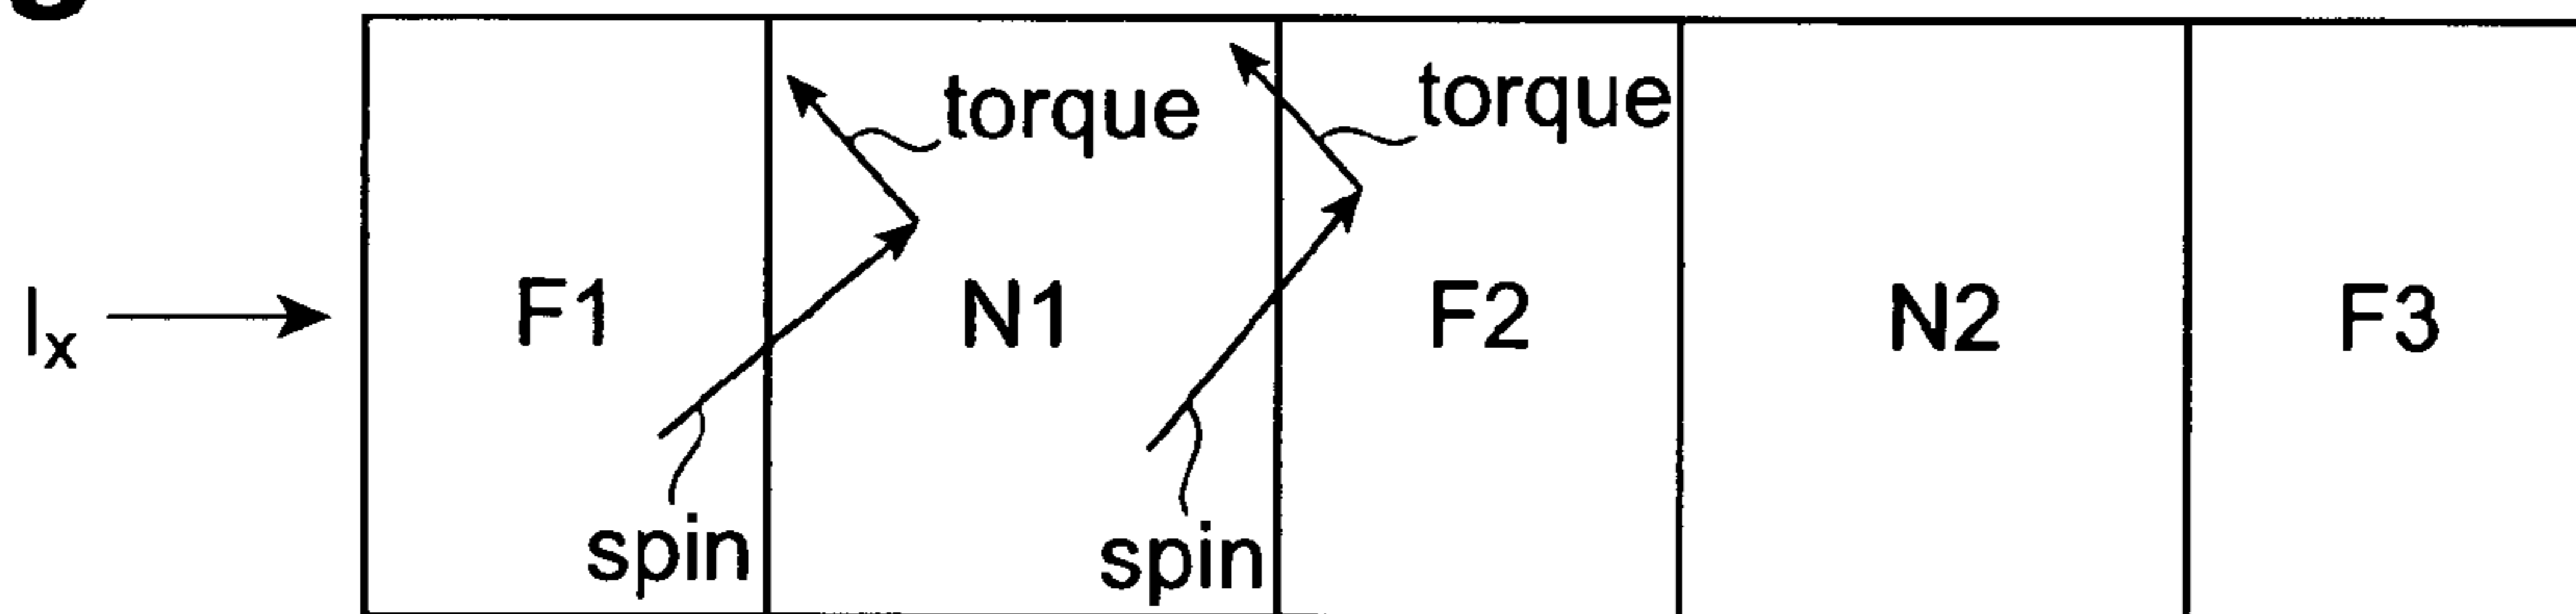 torque
torque
Ix
F1
N1
F2
N2
F3
spin
spin